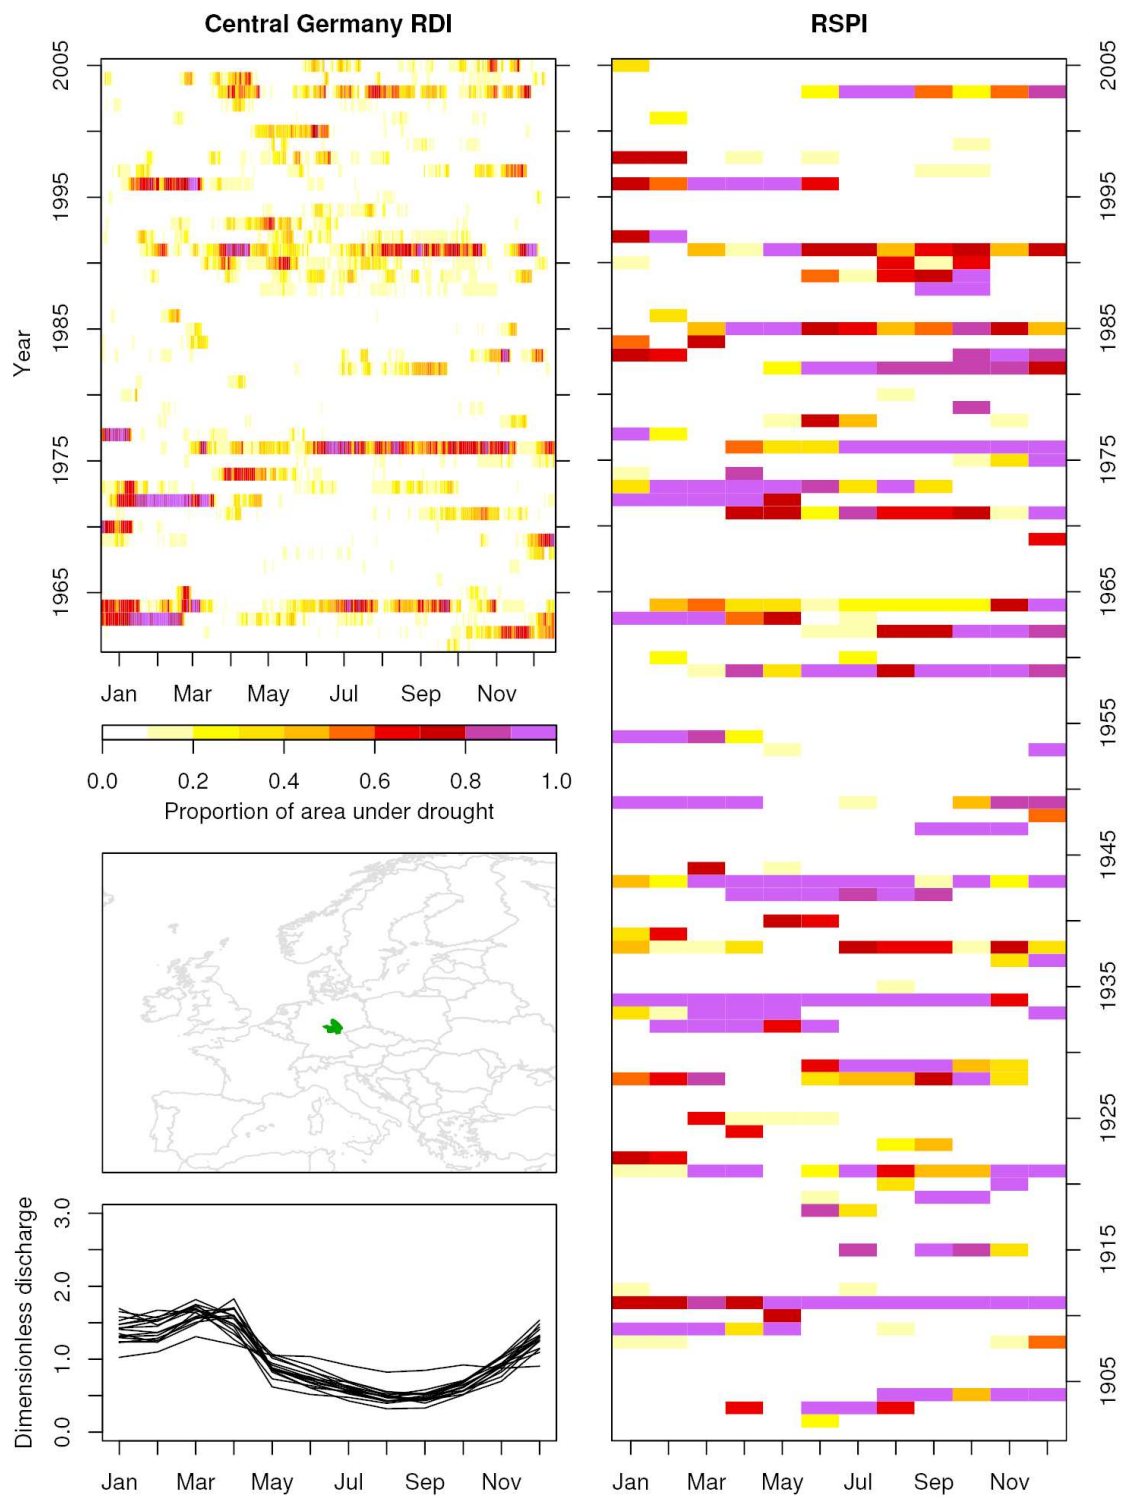 Central Germany RDI
Year
2005
1995
1985
1975
1965
Jan Mar May Jul Sep Nov
0.0 0.2 0.4 0.6 0.8 1.0
Proportion of area under drought
Dimensionless discharge
3.0
2.0
1.0
0.0
Jan Mar May Jul Sep Nov
RSPI
2005
1995
1985
1975
1965
1955
1945
1935
1925
1915
1905
Jan Mar May Jul Sep Nov